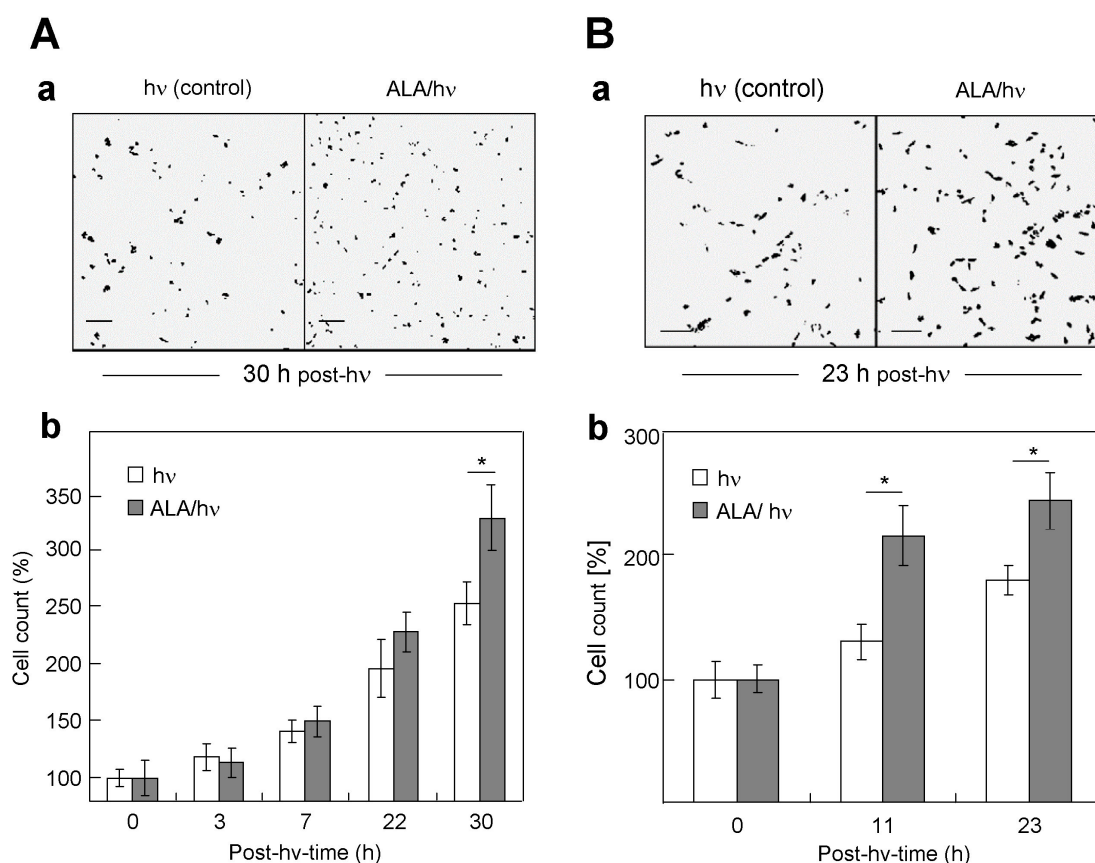 A
a
hν (control)
ALA/hν
30 h post-hν
b
hν
ALA/hν
*
Cell count (%)
350
300
250
200
150
100
0
3
7
22
30
Post-hν-time (h)
B
a
hν (control)
ALA/hν
23 h post-hν
b
hν
ALA/ hν
*
*
Cell count [%]
300
200
100
0
11
23
Post-hν-time (h)